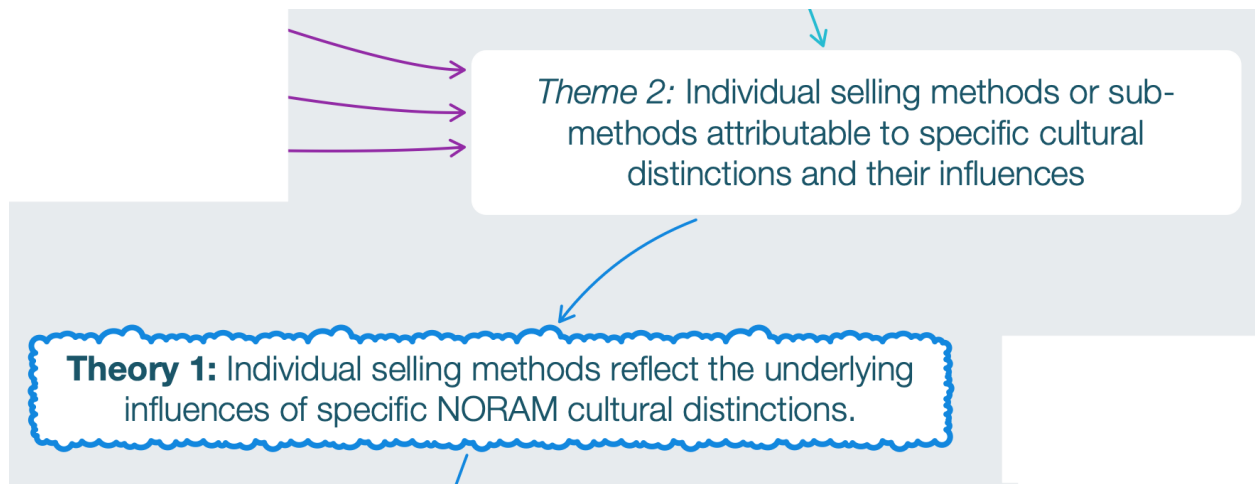 Theme 2: Individual selling methods or sub-
methods attributable to specific cultural
distinctions and their influences
Theory 1: Individual selling methods reflect the underlying
influences of specific NORAM cultural distinctions.